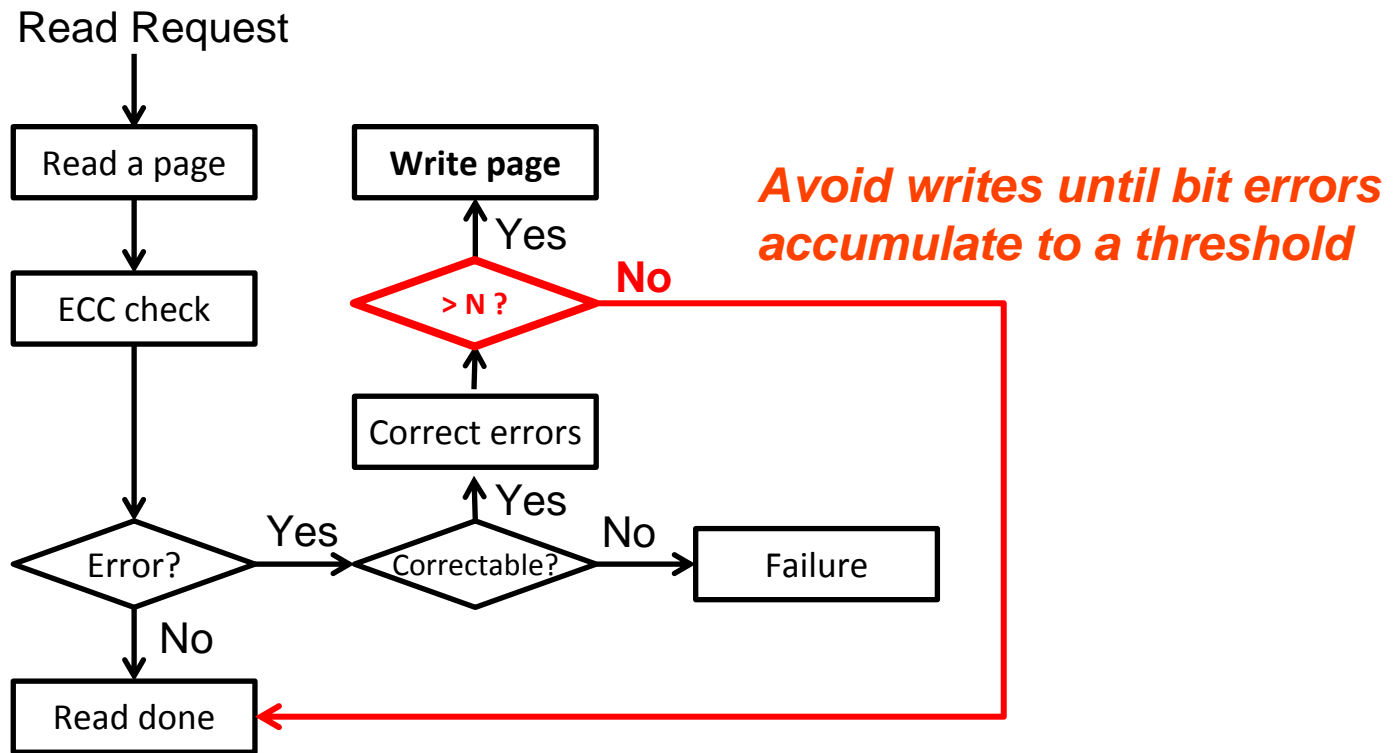 Read Request
Read a page
Write page
Avoid writes until bit errors
accumulate to a threshold
Yes
No
ECC check
> N ?
Correct errors
Yes
Yes
No
Error?
Correctable?
Failure
No
Read done